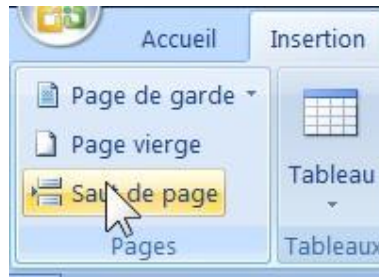 Accueil Insertion
Page de garde
Page vierge
Saut de page
Tableau
Pages Tableaux